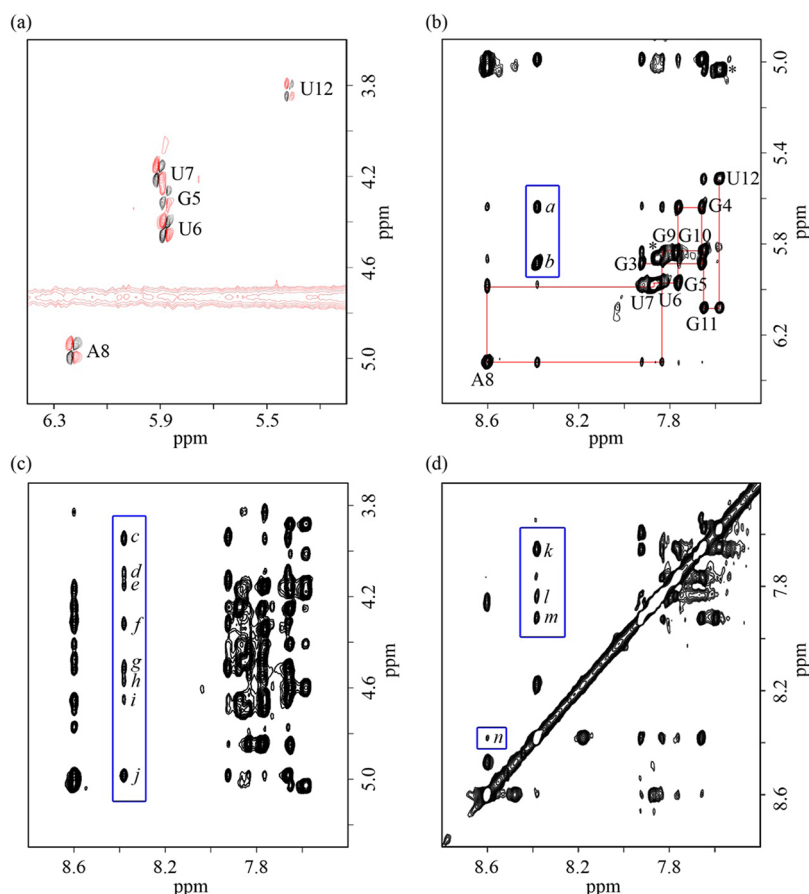 (a)
(b)
U12
U7
G5
U6
A8
3.8
4.2
4.6
5.0
ppm
6.3
5.9
5.5
ppm
*
U12
a
b
G9
G10
G4
*
G3
U7
U6
G5
G11
A8
5.0
5.4
5.8
6.2
ppm
8.6
8.2
7.8
ppm
(c)
(d)
c
d
e
f
g
h
i
j
3.8
4.2
4.6
5.0
ppm
8.6
8.2
7.8
ppm
k
l
m
n
7.8
8.2
8.6
ppm
8.6
8.2
7.8
ppm